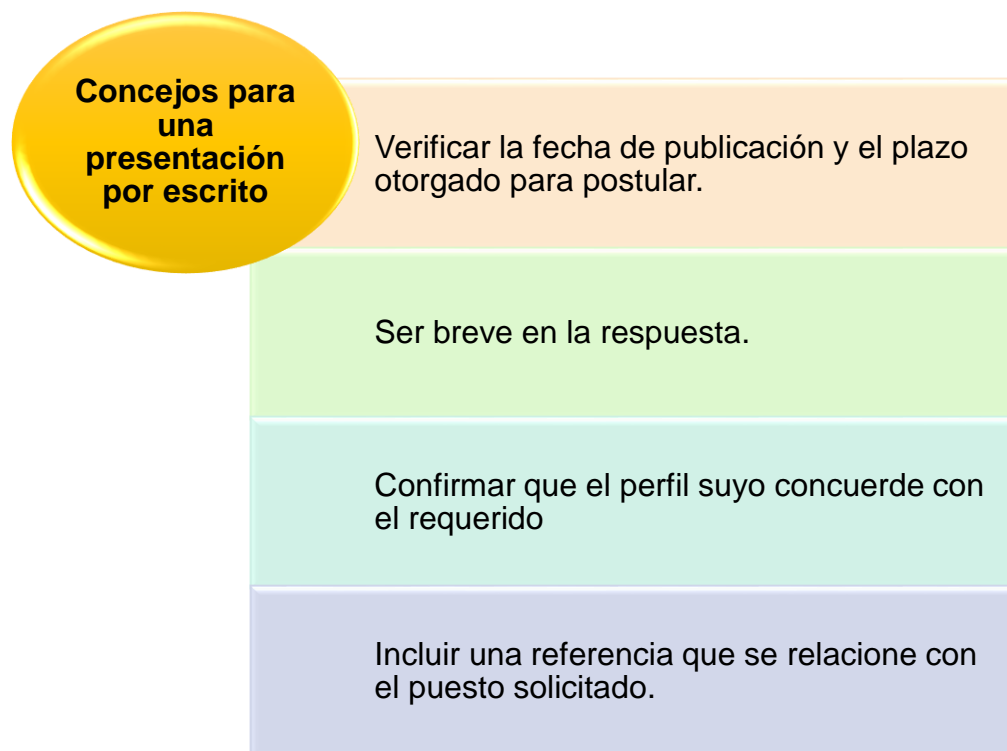 Concejos para
una
presentación
por escrito
Verificar la fecha de publicación y el plazo
otorgado para postular.
Ser breve en la respuesta.
Confirmar que el perfil suyo concuerde con
el requerido
Incluir una referencia que se relacione con
el puesto solicitado.